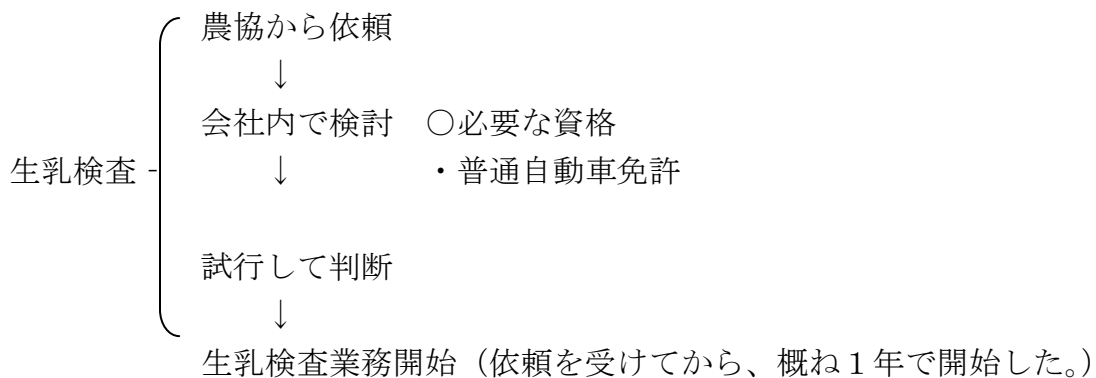 農協から依頼
↓
会社内で検討　○必要な資格
生乳検査 - ↓　・普通自動車免許
試行して判断
↓
生乳検査業務開始（依頼を受けてから、概ね１年で開始した。）